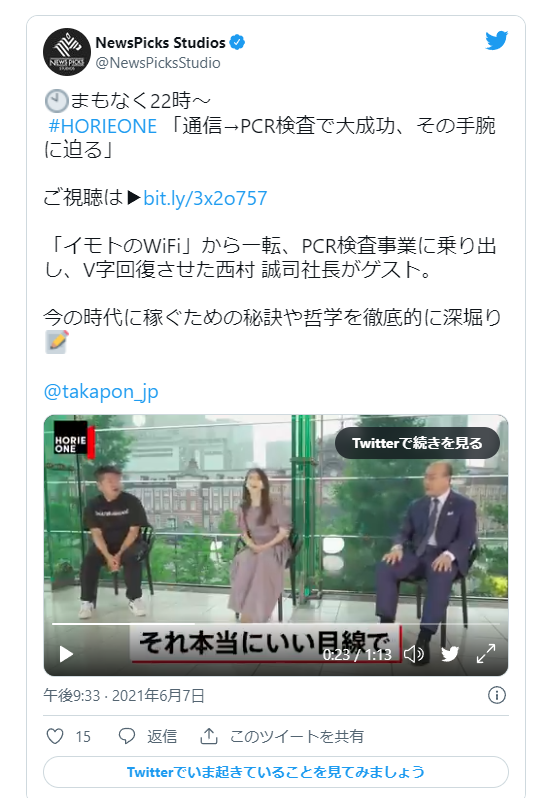 NewsPicks Studios
@NewsPicksStudio
NEWS PICKS
STUDIOS
🕙まもなく22時〜
#HORIEONE 「通信→PCR検査で大成功、その手腕
に迫る」
ご視聴は▶bit.ly/3x2o757
「イモトのWiFi」から一転、PCR検査事業に乗り出
し、V字回復させた西村 誠司社長がゲスト。
今の時代に稼ぐための秘訣や哲学を徹底的に深堀り
📝
@takapon_jp
HORIE
ONE
Twitterで続きを見る
それ本当にいい目線で
0:23 / 1:13
午後9:33 · 2021年6月7日
15 返信 このツイートを共有
Twitterでいま起きていることを見てみましょう